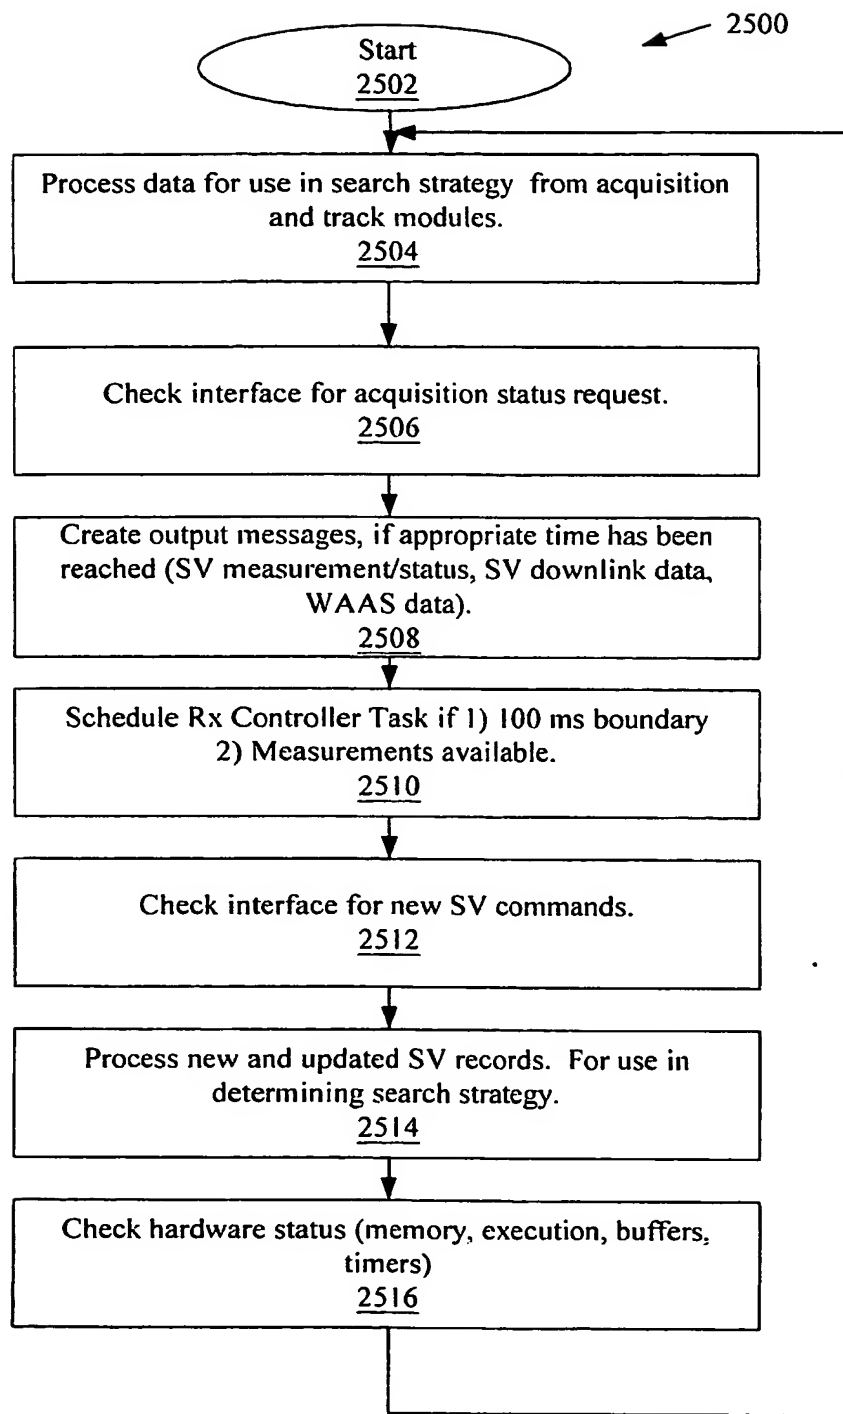 2500
Start
2502
Process data for use in search strategy from acquisition
and track modules.
2504
Check interface for acquisition status request.
2506
Create output messages, if appropriate time has been
reached (SV measurement/status, SV downlink data,
WAAS data).
2508
Schedule Rx Controller Task if 1) 100 ms boundary
2) Measurements available.
2510
Check interface for new SV commands.
2512
Process new and updated SV records. For use in
determining search strategy.
2514
Check hardware status (memory, execution, buffers,
timers)
2516